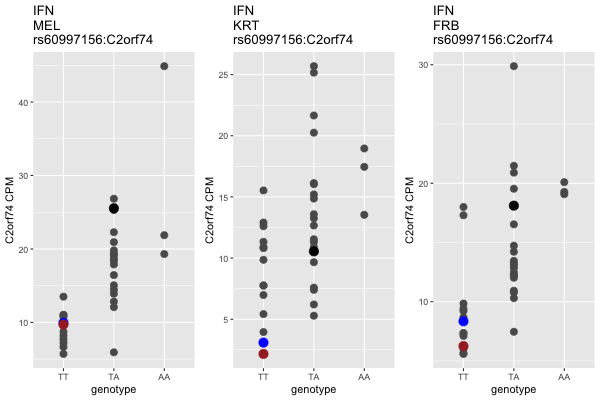 IFN
MEL
rs60997156:C2orf74
40
30
20
10
C2orf74 CPM
TT TA AA
genotype
IFN
KRT
rs60997156:C2orf74
25
20
15
10
5
C2orf74 CPM
TT TA AA
genotype
IFN
FRB
rs60997156:C2orf74
30
20
10
C2orf74 CPM
TT TA AA
genotype